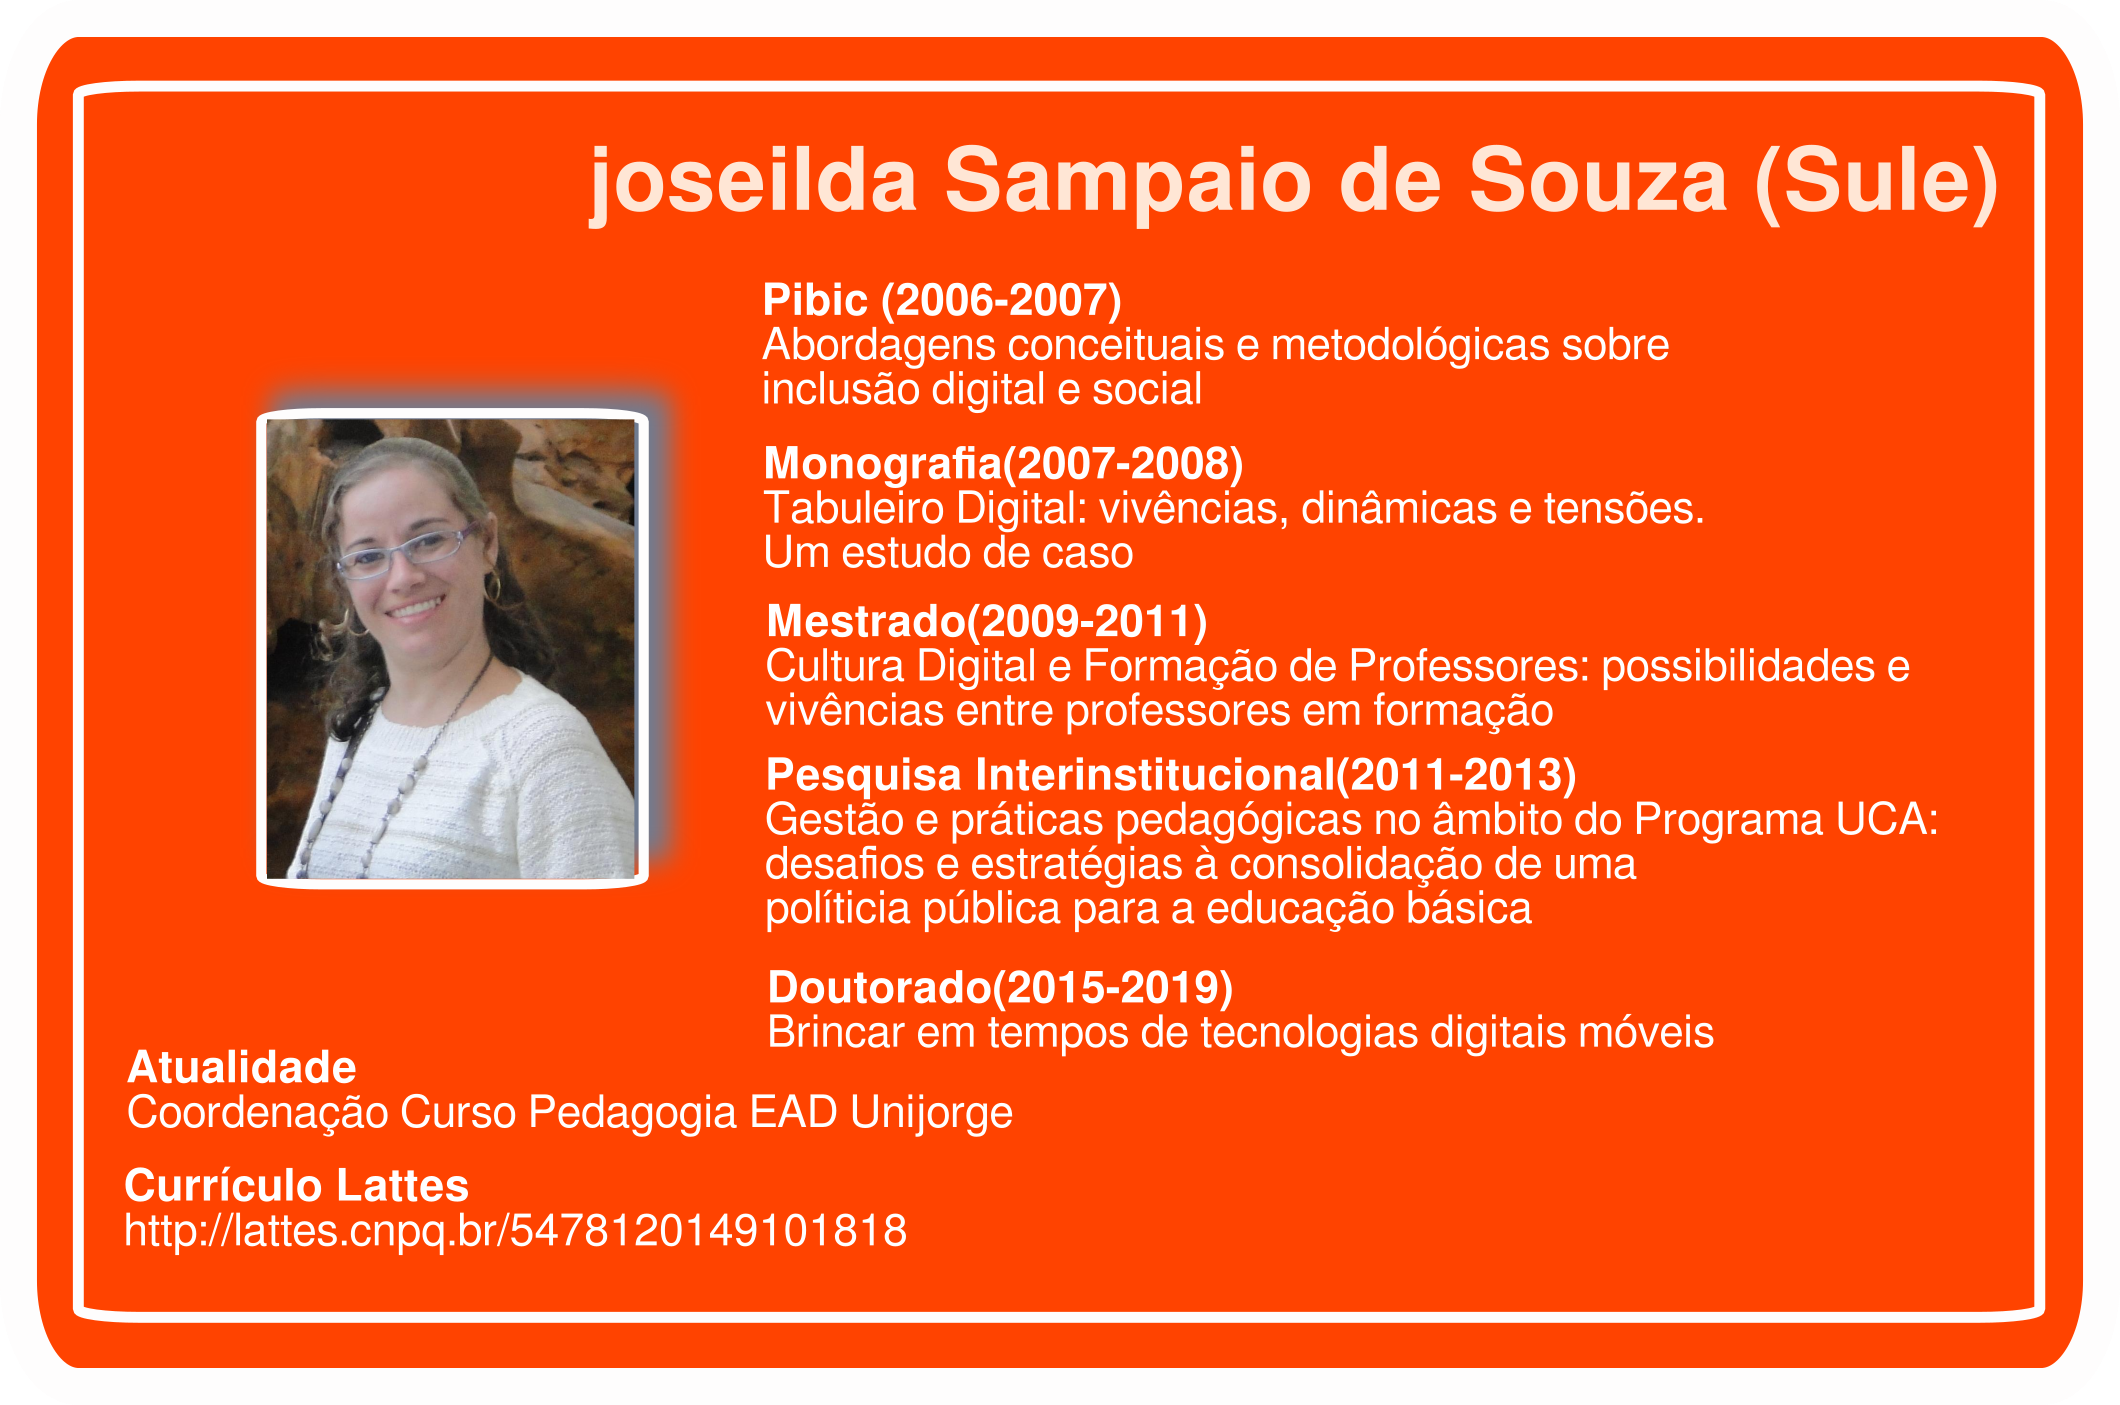 joseilda Sampaio de Souza (Sule)
Pibic (2006-2007)
Abordagens conceituais e metodológicas sobre
inclusão digital e social
Monografia(2007-2008)
Tabuleiro Digital: vivências, dinâmicas e tensões.
Um estudo de caso
Mestrado(2009-2011)
Cultura Digital e Formação de Professores: possibilidades e
vivências entre professores em formação
Pesquisa Interinstitucional(2011-2013)
Gestão e práticas pedagógicas no âmbito do Programa UCA:
desafios e estratégias à consolidação de uma
políticia pública para a educação básica
Doutorado(2015-2019)
Brincar em tempos de tecnologias digitais móveis
Atualidade
Coordenação Curso Pedagogia EAD Unijorge
Currículo Lattes
http://lattes.cnpq.br/5478120149101818